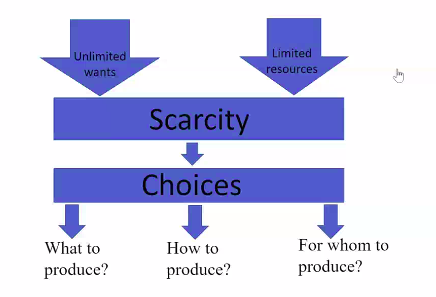 Unlimited
wants
Limited
resources
Scarcity
Choices
What to
produce?
How to
produce?
For whom to
produce?